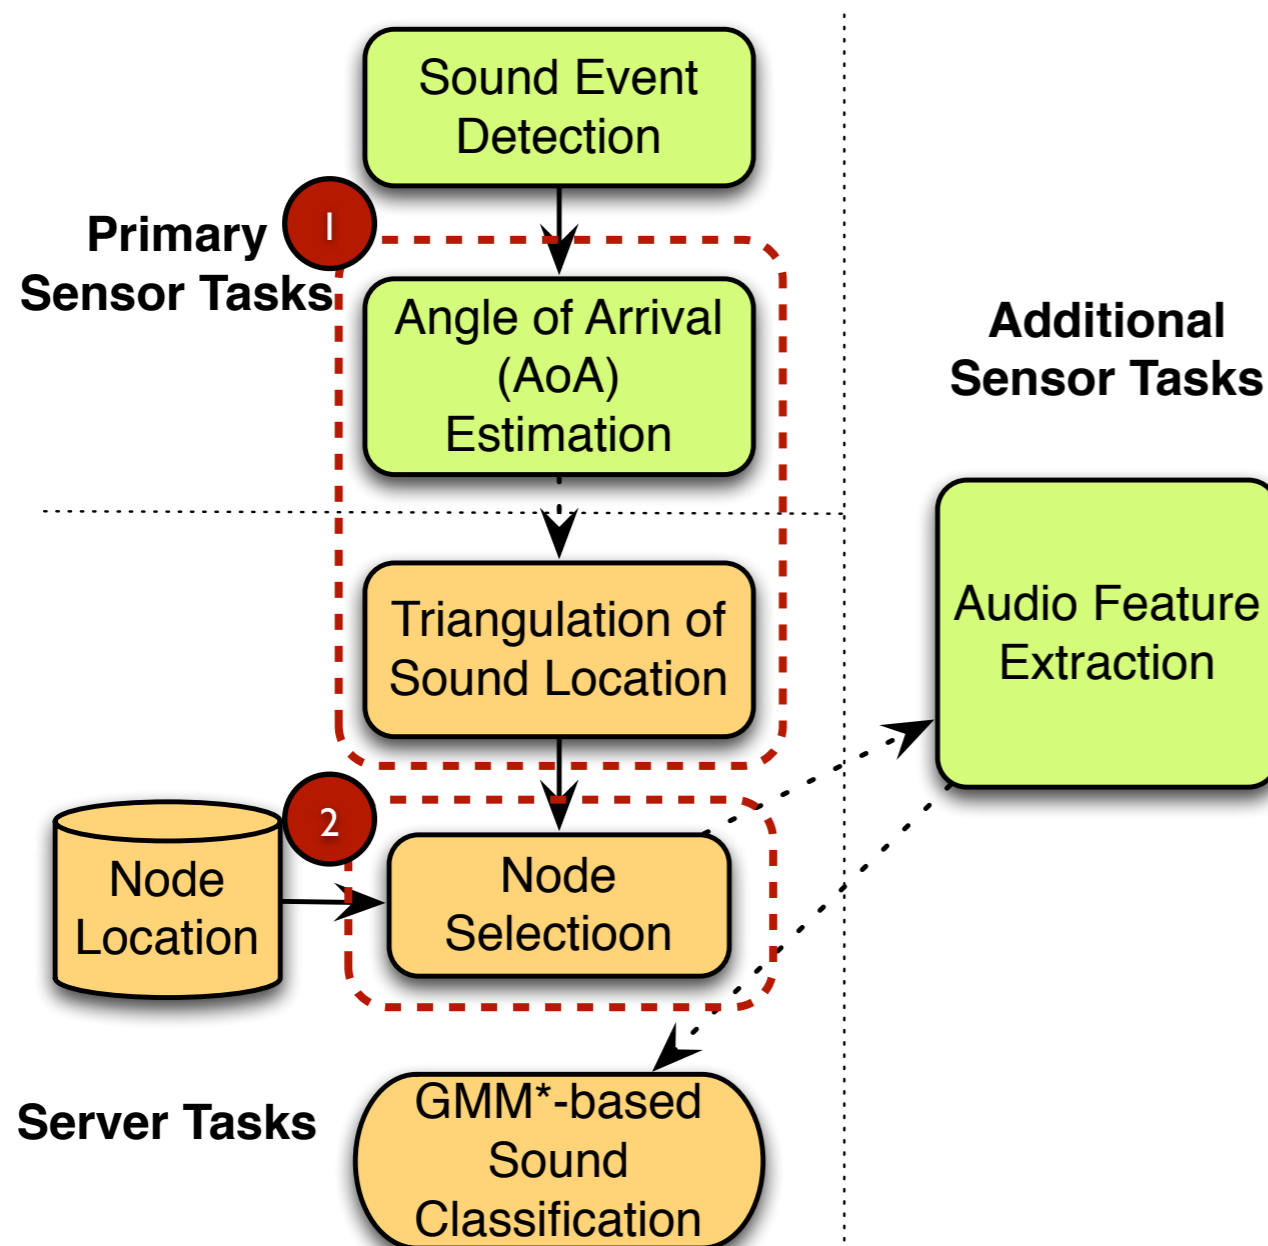 Sound Event
Detection
1
Primary
Sensor Tasks
Angle of Arrival
(AoA)
Estimation
Additional
Sensor Tasks
Audio Feature
Extraction
Triangulation of
Sound Location
2
Node
Location
Node
Selectioon
Server Tasks
GMM*-based
Sound
Classification